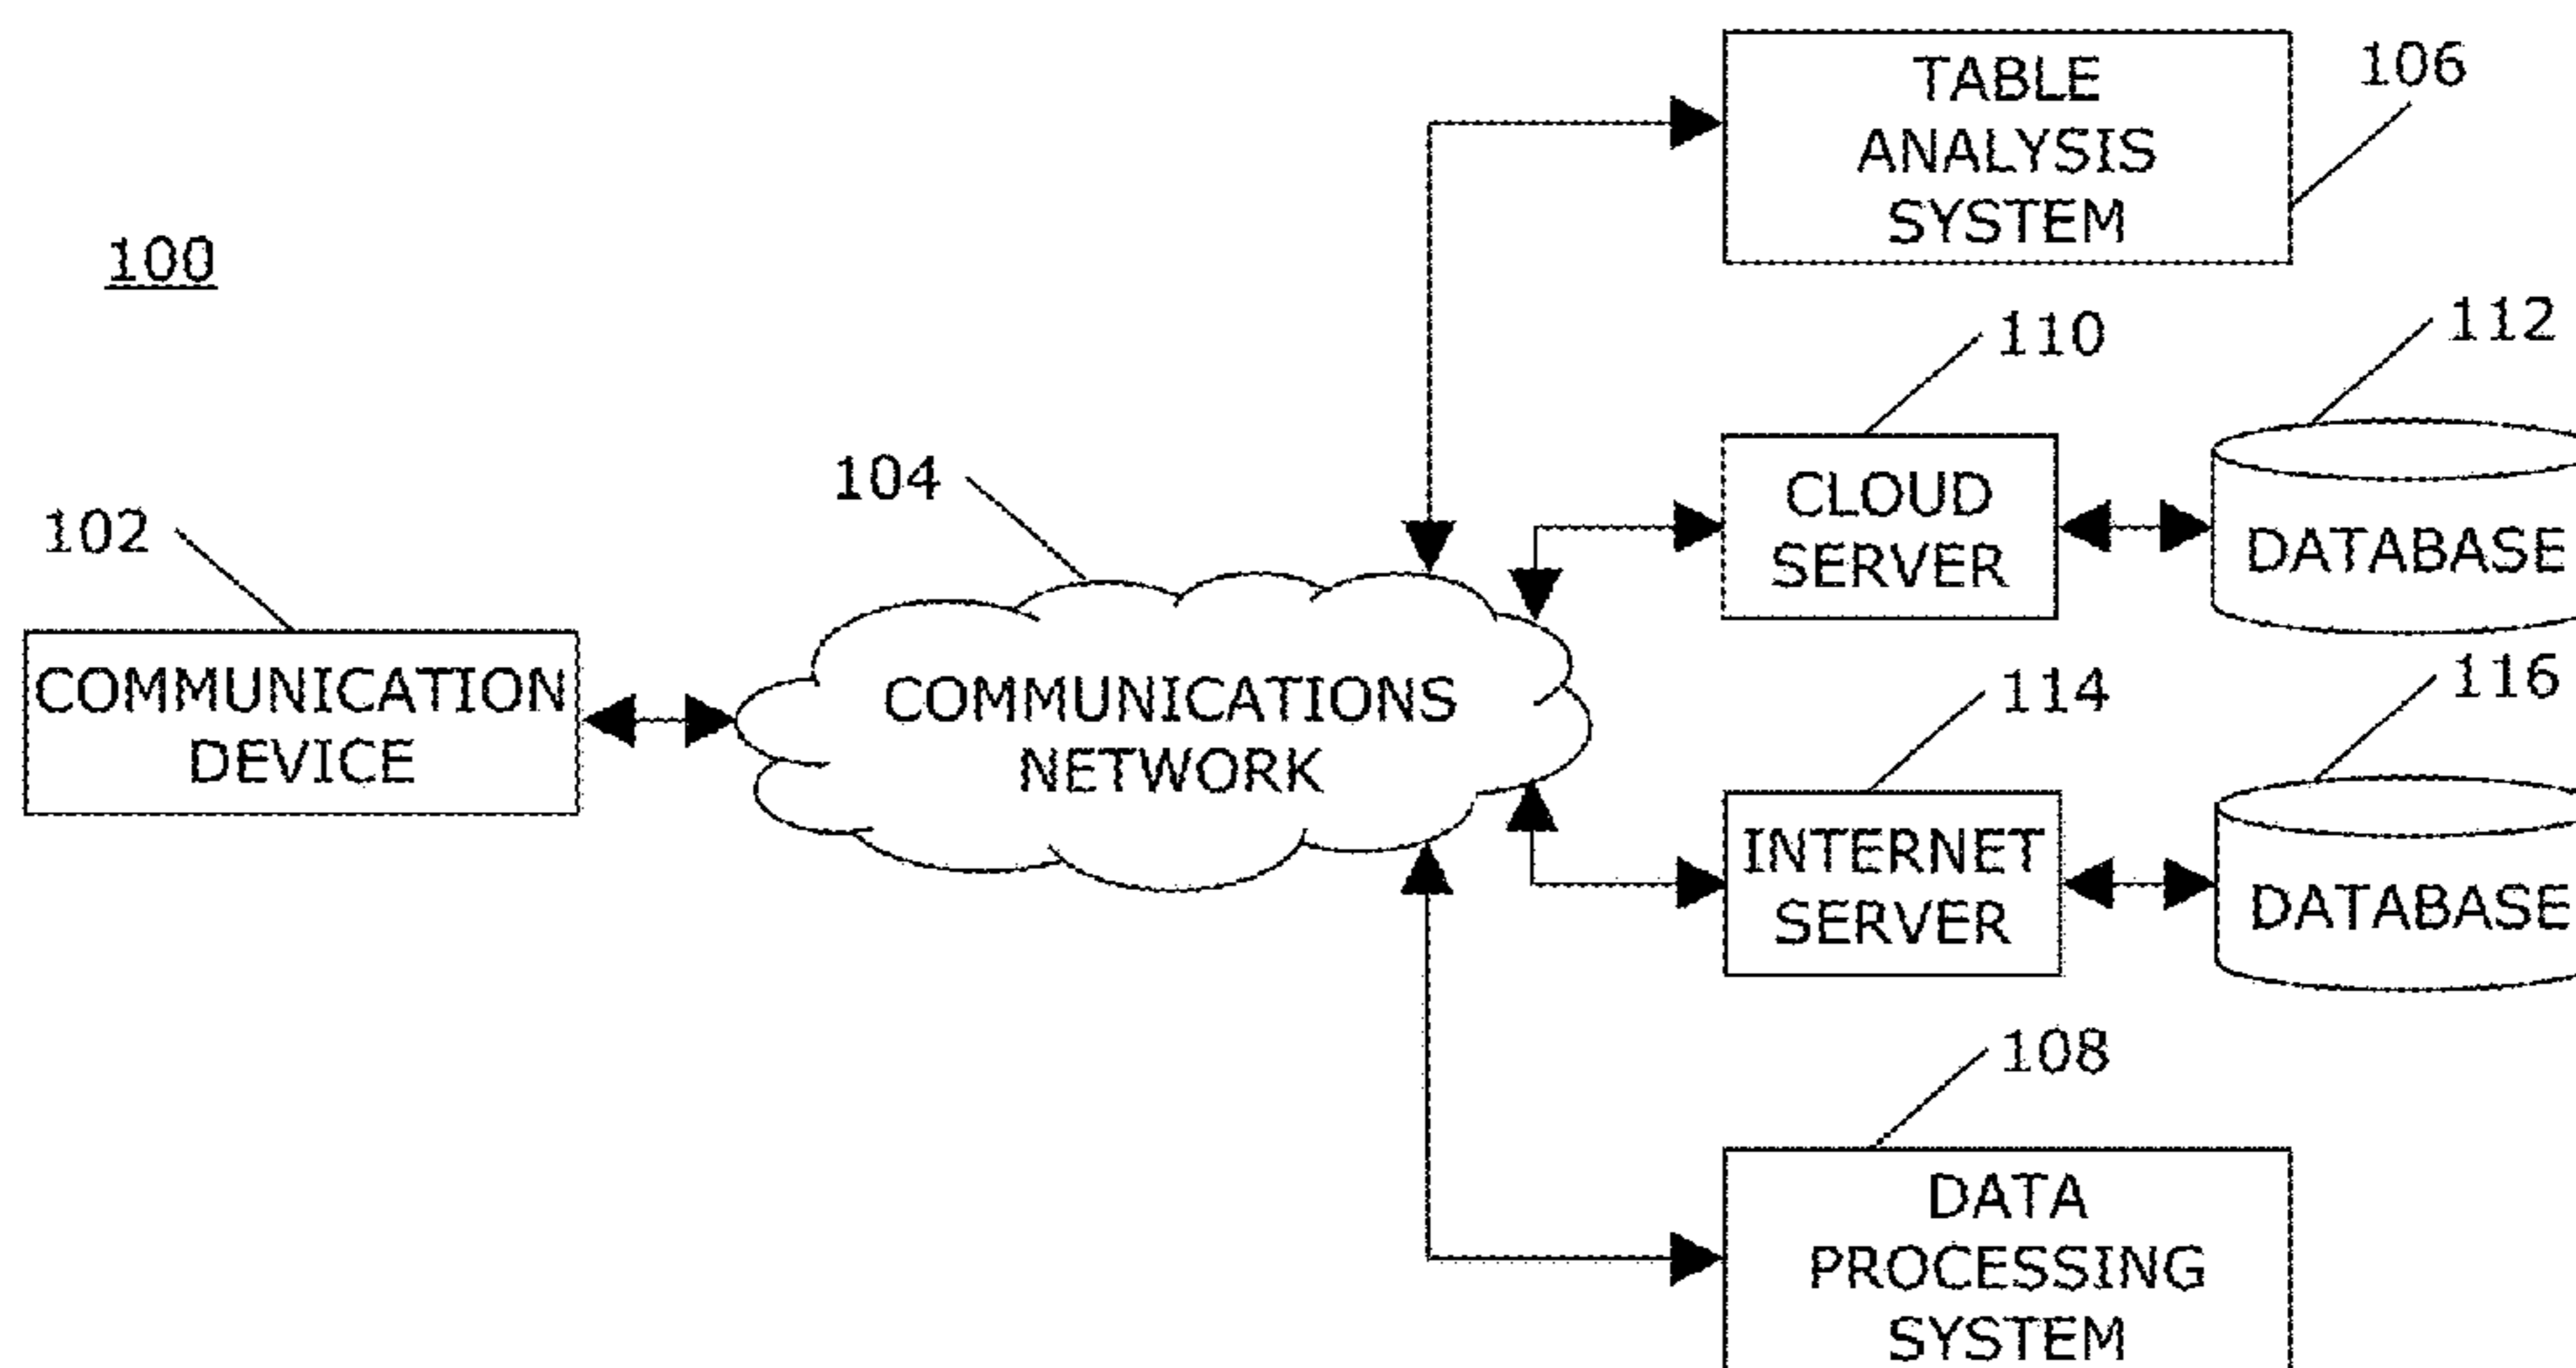 TABLE
ANALYSIS
SYSTEM
106
100
110
112
CLOUD
SERVER
DATABASE
104
102
COMMUNICATION
DEVICE
COMMUNICATIONS
NETWORK
114
116
INTERNET
SERVER
DATABASE
108
DATA
PROCESSING
SYSTEM